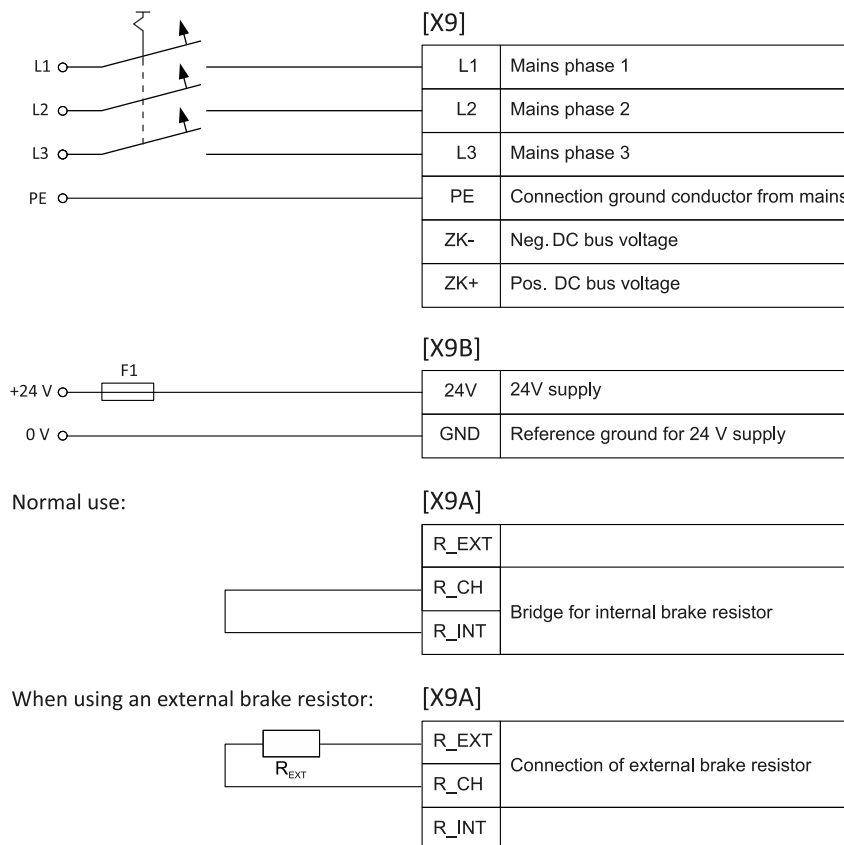 [X9]
L1 L1 Mains phase 1
L2 L2 Mains phase 2
L3 L3 Mains phase 3
PE PE Connection ground conductor from mains
ZK- Neg. DC bus voltage
ZK+ Pos. DC bus voltage
[X9B]
F1
+24 V 24V 24V supply
0 V GND Reference ground for 24 V supply
Normal use: [X9A]
R_EXT
R_CH
Bridge for internal brake resistor
R_INT
When using an external brake resistor: [X9A]
R_EXT
REXT
Connection of external brake resistor
R_CH
R_INT